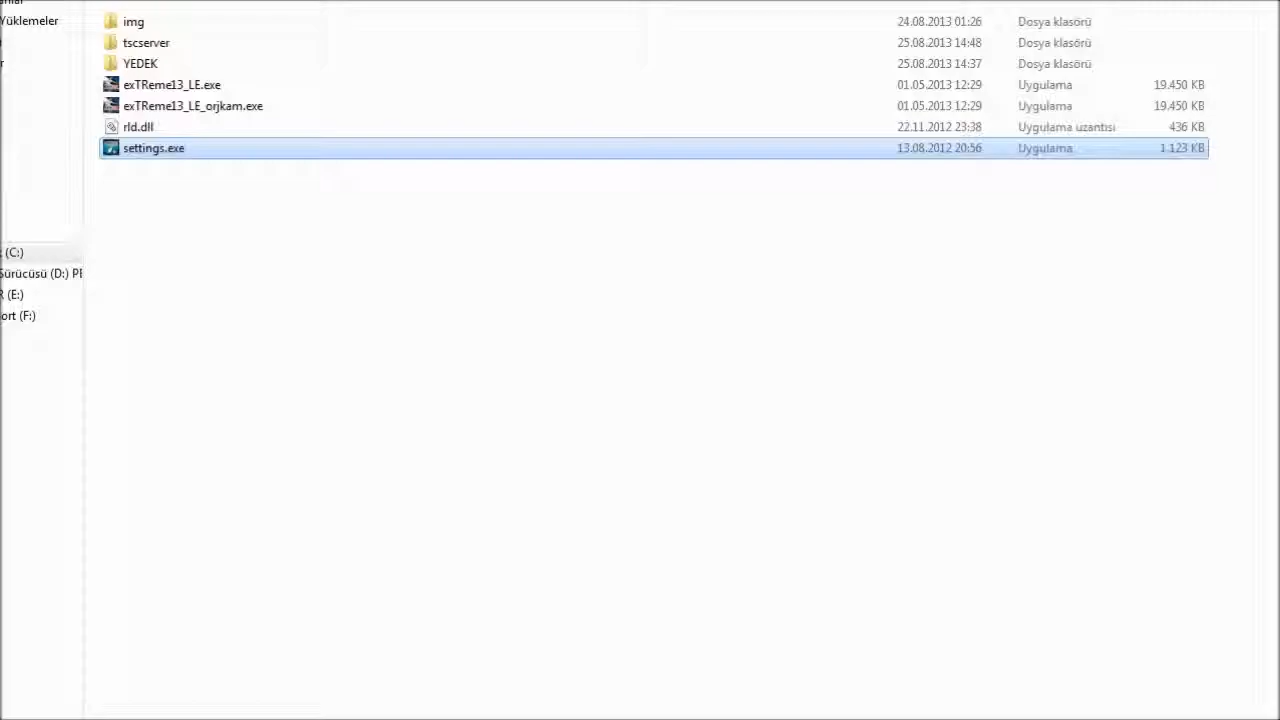 Yüklemeler
img 24.08.2013 01:26 Dosya klasörü
tscserver 25.08.2013 14:48 Dosya klasörü
YEDEK 25.08.2013 14:37 Dosya klasörü
exTReme13_LE.exe 01.05.2013 12:29 Uygulama 19.450 KB
exTReme13_LE_orjkam.exe 01.05.2013 12:29 Uygulama 19.450 KB
rld.dll 22.11.2012 23:38 Uygulama uzantısı 436 KB
settings.exe 13.08.2012 20:56 Uygulama 1.123 KB
(C:)
Sürücüsü (D:) PE
R (E:)
ort (F:)